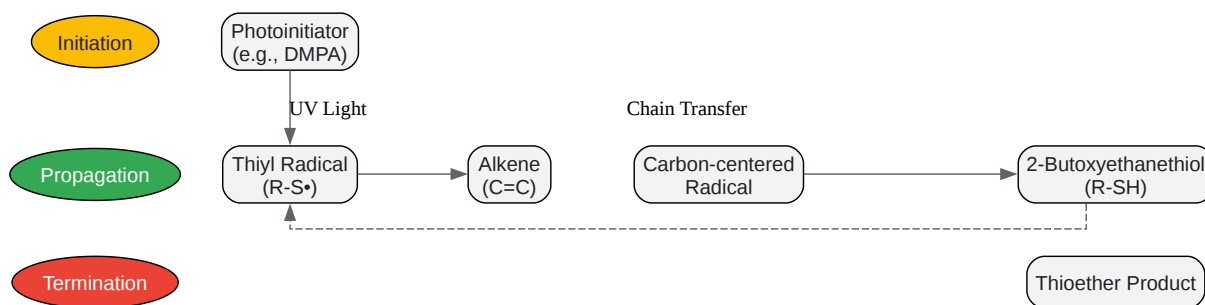 Initiation
Photoinitiator
(e.g., DMPA)
UV Light
Chain Transfer
Propagation
Thiyl Radical
(R-S•)
Alkene
(C=C)
Carbon-centered
Radical
2-Butoxyethanethiol
(R-SH)
Termination
Thioether Product